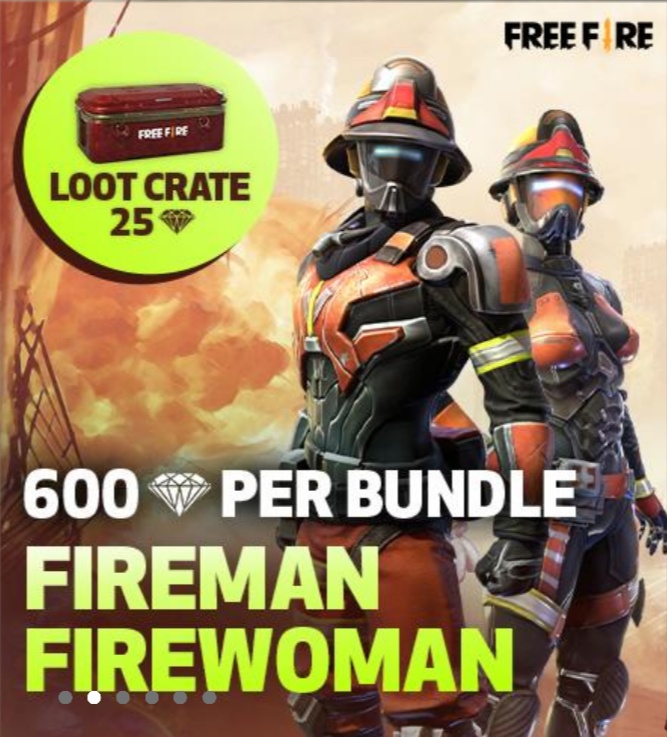 FREE FIRE
FREE FIRE
LOOT CRATE
25
600 PER BUNDLE
FIREMAN
FIREWOMAN